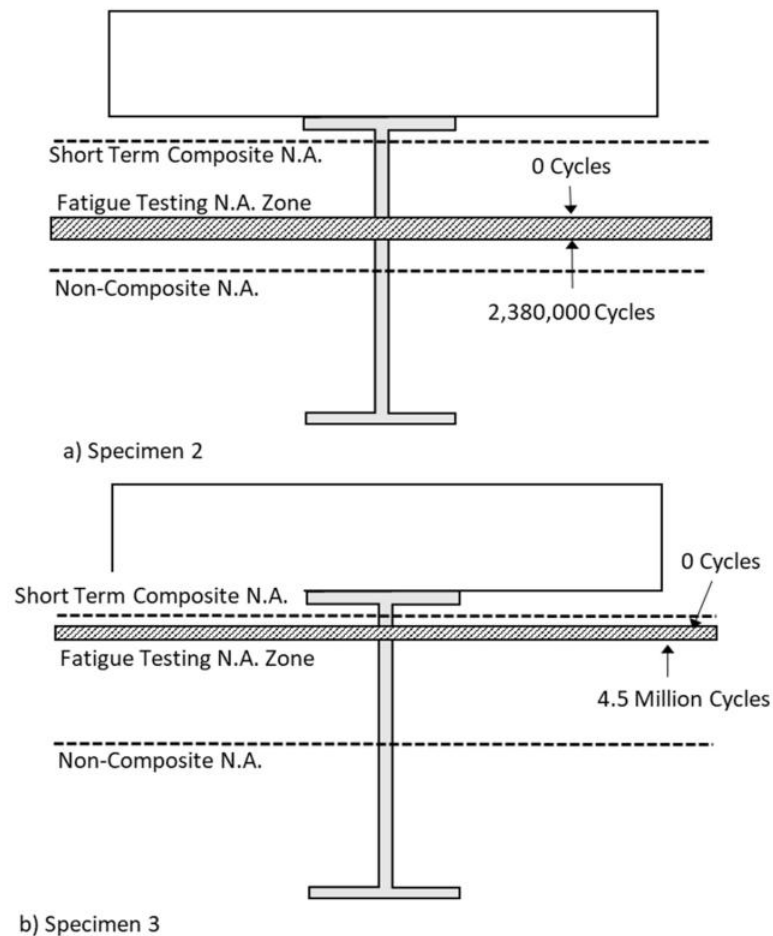 Short Term Composite N.A.
0 Cycles
Fatigue Testing N.A. Zone
Non-Composite N.A.
2,380,000 Cycles
a) Specimen 2
0 Cycles
Short Term Composite N.A.
Fatigue Testing N.A. Zone
4.5 Million Cycles
Non-Composite N.A.
b) Specimen 3